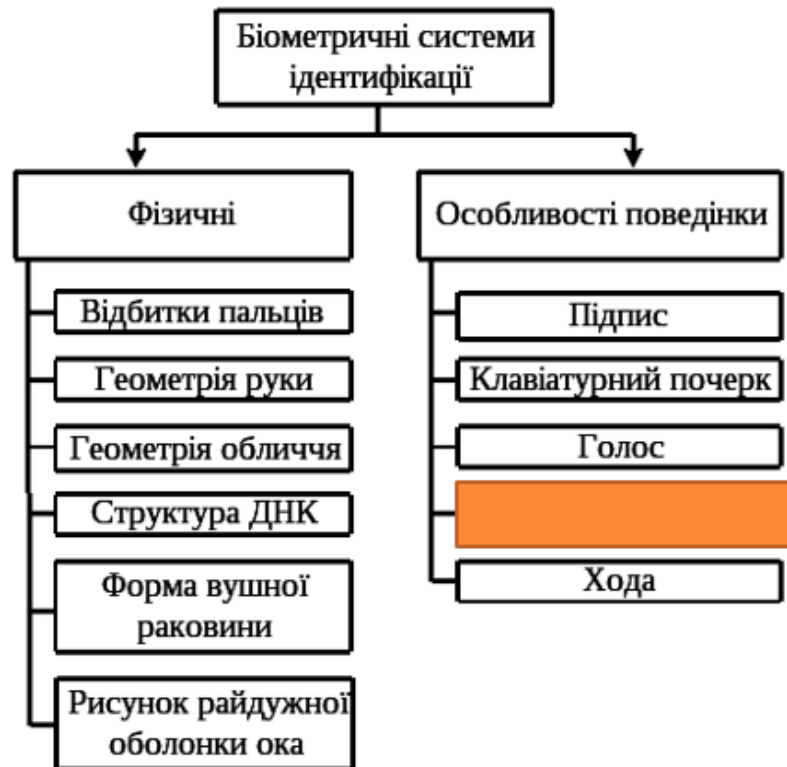 Біометричні системи
ідентифікації
Фізичні
Відбитки пальців
Геометрія руки
Геометрія обличчя
Структура ДНК
Форма вушної
раковини
Рисунок райдужної
оболонки ока
Особливості поведінки
Підпис
Клавіатурний почерк
Голос
Хода